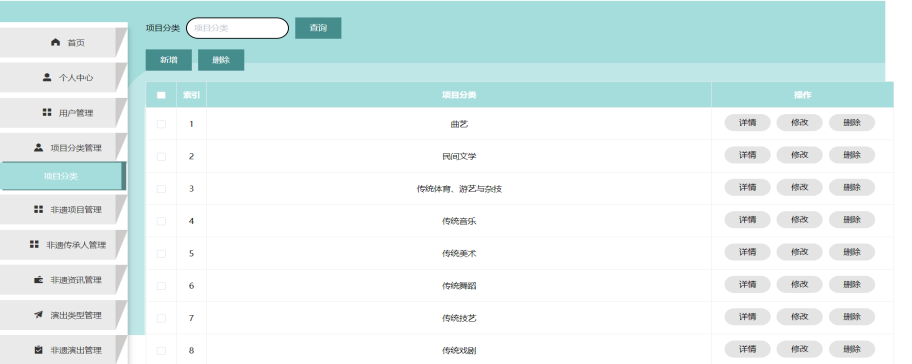 项目分类 项目分类 查询
新增 删除
首页
个人中心
用户管理
项目分类管理
项目分类
非遗项目管理
非遗传承人管理
非遗资讯管理
演出类型管理
非遗演出管理
索引 项目分类 操作
1 曲艺 详情 修改 删除
2 民间文学 详情 修改 删除
3 传统体育、游艺与杂技 详情 修改 删除
4 传统音乐 详情 修改 删除
5 传统美术 详情 修改 删除
6 传统舞蹈 详情 修改 删除
7 传统技艺 详情 修改 删除
8 传统戏剧 详情 修改 删除